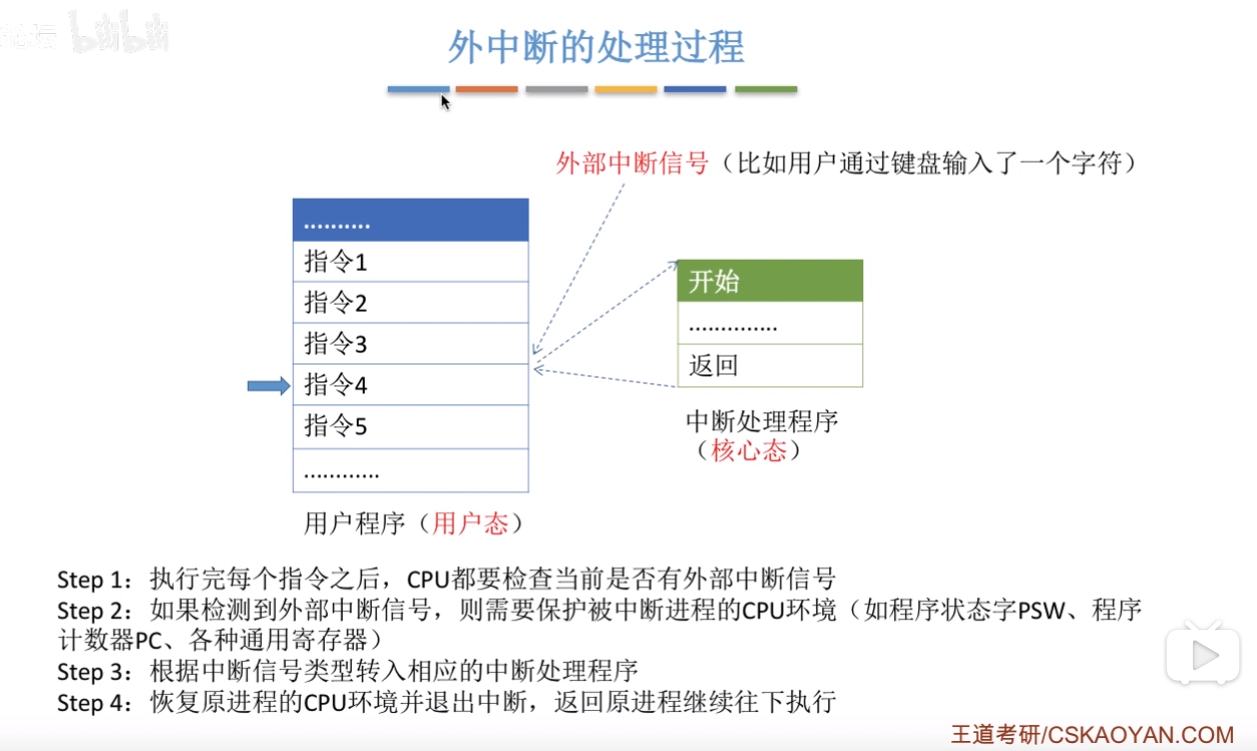 论坛 bilibili
外中断的处理过程
外部中断信号（比如用户通过键盘输入了一个字符）
..........
指令1
指令2
指令3
指令4
指令5
............
用户程序（用户态）
开始
..............
返回
中断处理程序
（核心态）
Step 1：执行完每个指令之后，CPU都要检查当前是否有外部中断信号
Step 2：如果检测到外部中断信号，则需要保护被中断进程的CPU环境（如程序状态字PSW、程序
计数器PC、各种通用寄存器）
Step 3：根据中断信号类型转入相应的中断处理程序
Step 4：恢复原进程的CPU环境并退出中断，返回原进程继续往下执行
王道考研/CSKAOYAN.COM